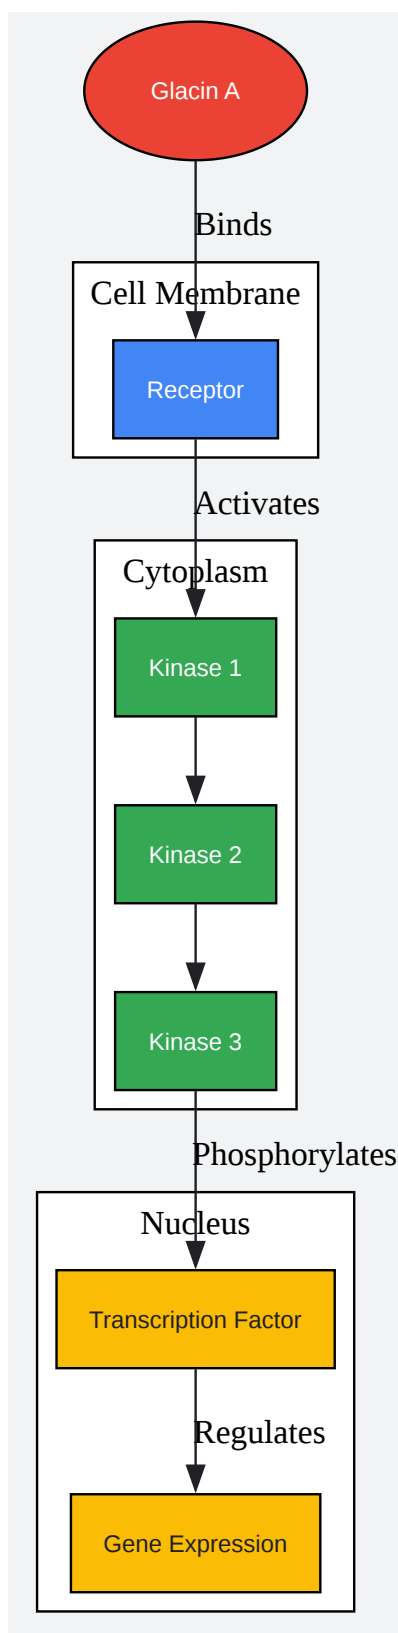 Glacin A
Binds
Cell Membrane
Receptor
Activates
Cytoplasm
Kinase 1
Kinase 2
Kinase 3
Phosphorylates
Nucleus
Transcription Factor
Regulates
Gene Expression